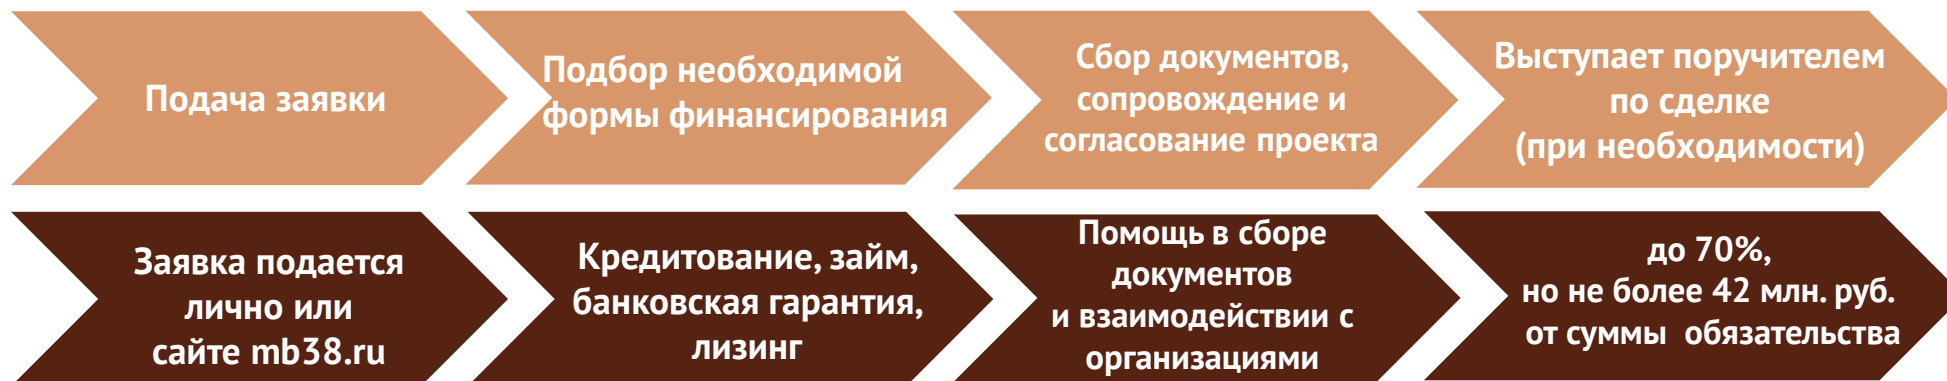 Подача заявки
Подбор необходимой
формы финансирования
Сбор документов,
сопровождение и
согласование проекта
Выступает поручителем
по сделке
(при необходимости)
Заявка подается
лично или
сайте mb38.ru
Кредитование, займ,
банковская гарантия,
лизинг
Помощь в сборе
документов
и взаимодействии с
организациями
до 70%,
но не более 42 млн. руб.
от суммы обязательства